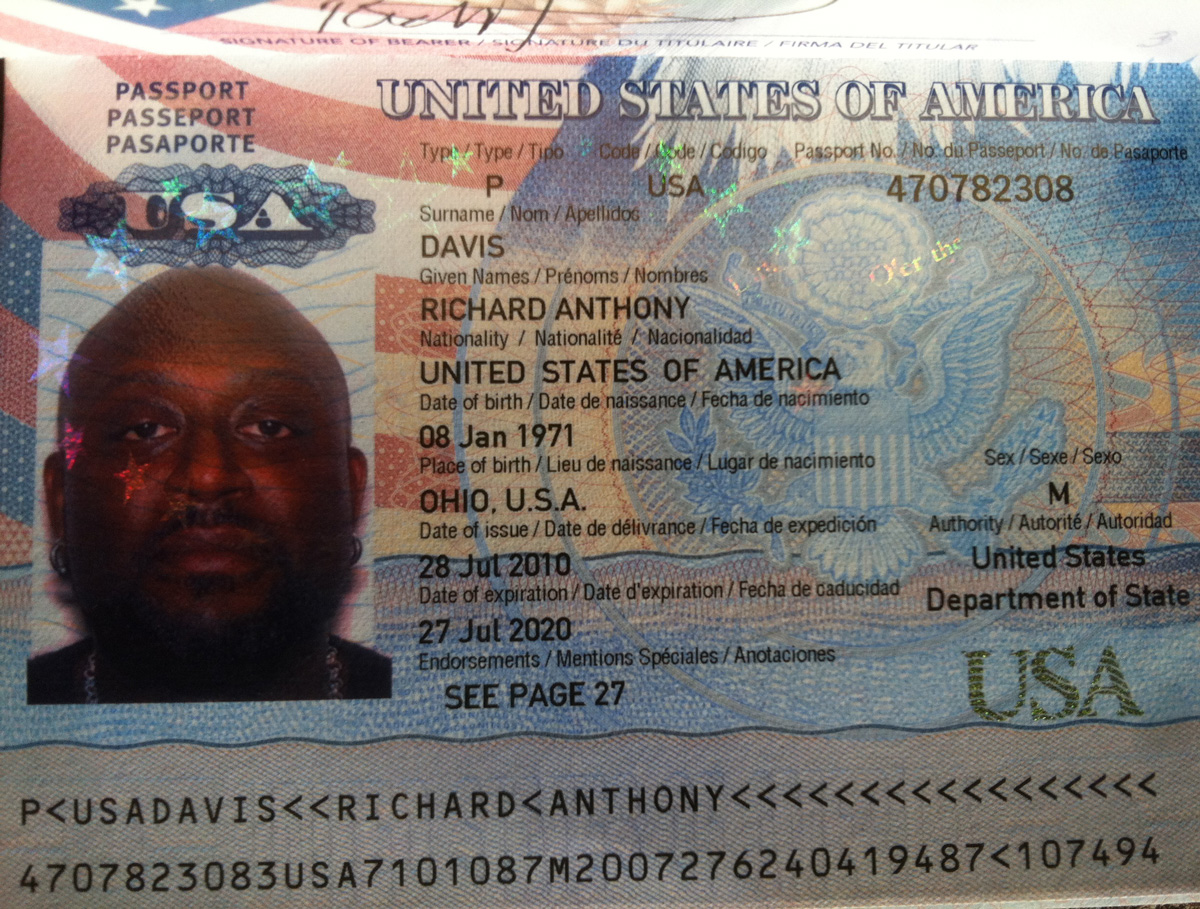 SIGNATURE OF BEARER / SIGNATURE DU TITULAIRE / FIRMA DEL TITULAR
PASSPORT
PASSEPORT
PASAPORTE
USA
UNITED STATES OF AMERICA
Type / Type / Tipo Code / Code / Codigo Passport No. / No. du Passeport / No. de Pasaporte
P USA 470782308
Surname / Nom / Apellidos
DAVIS
Given Names / Prénoms / Nombres
RICHARD ANTHONY
Nationality / Nationalité / Nacionalidad
UNITED STATES OF AMERICA
Date of birth / Date de naissance / Fecha de nacimiento
08 Jan 1971
Place of birth / Lieu de naissance / Lugar de nacimiento
OHIO, U.S.A.
Sex / Sexe / Sexo
M
Date of issue / Date de délivrance / Fecha de expedición
28 Jul 2010
Authority / Autorité / Autoridad
United States
Department of State
Date of expiration / Date d'expiration / Fecha de caducidad
27 Jul 2020
Endorsements / Mentions Spéciales / Anotaciones
SEE PAGE 27
USA
over the
P<USADAVIS<<RICHARD<ANTHONY<<<<<<<<<<<<<<<<<
4707823083USA7101087M2007276240419487<107494